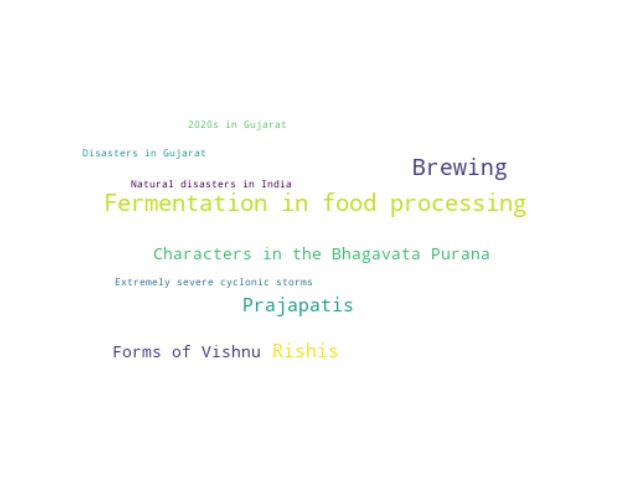 2020s in Gujarat
Disasters in Gujarat
Brewing
Natural disasters in India
Fermentation in food processing
Characters in the Bhagavata Purana
Extremely severe cyclonic storms
Prajapatis
Forms of Vishnu Rishis